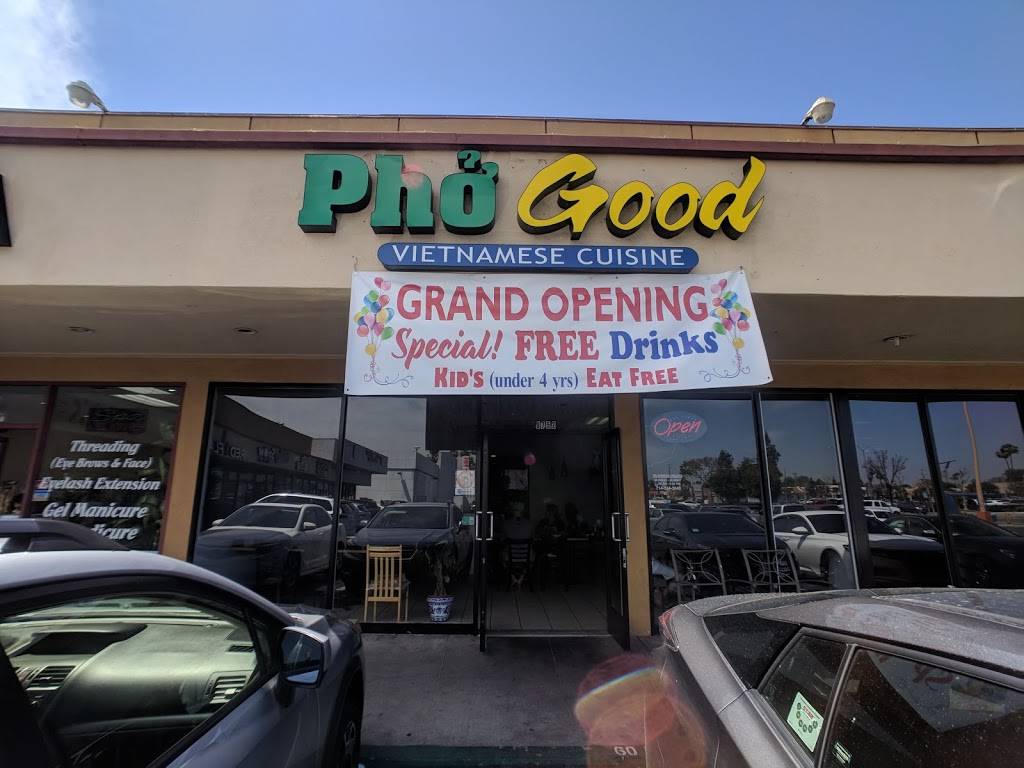 Phở Good
VIETNAMESE CUISINE
GRAND OPENING
Special! FREE Drinks
KID'S (under 4 yrs) EAT FREE
Open
Threading
(Eye Brows & Face)
Eyelash Extension
Gel Manicure
GO